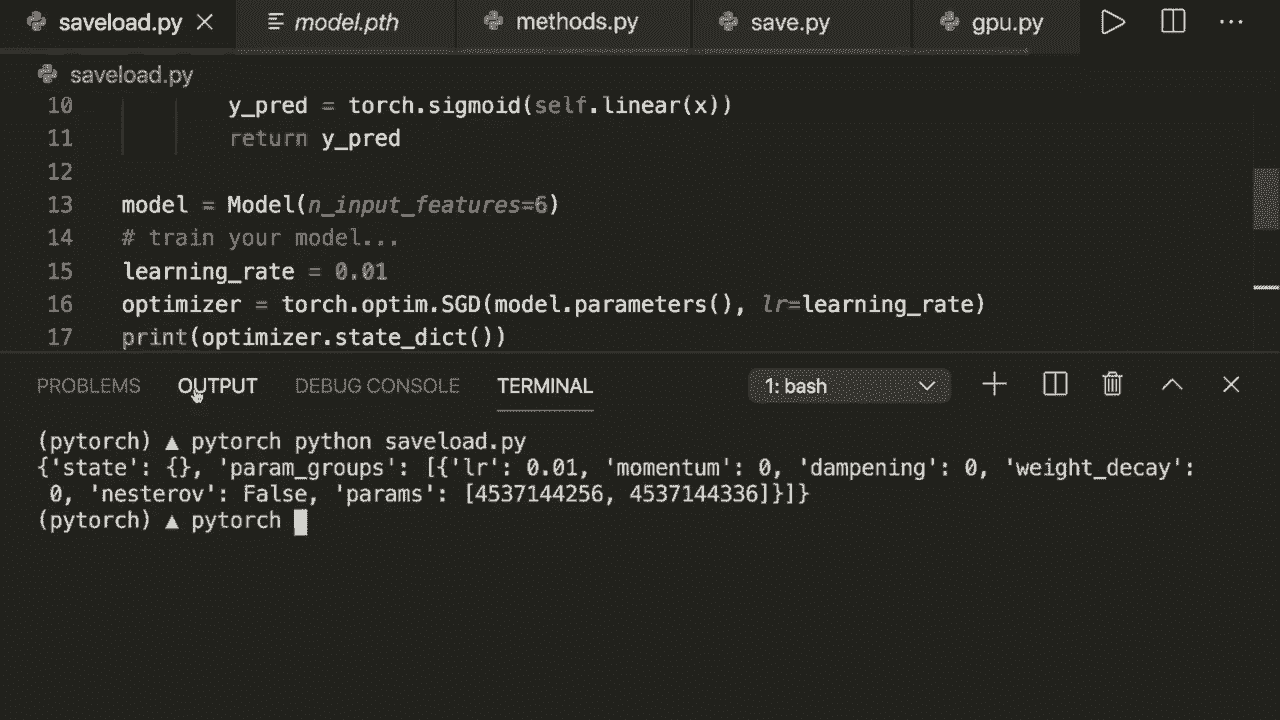 saveload.py
model.pth
methods.py
save.py
gpu.py
saveload.py
10 y_pred = torch.sigmoid(self.linear(x))
11 return y_pred
12
13 model = Model(n_input_features=6)
14 # train your model...
15 learning_rate = 0.01
16 optimizer = torch.optim.SGD(model.parameters(), lr=learning_rate)
17 print(optimizer.state_dict())
PROBLEMS OUTPUT DEBUG CONSOLE TERMINAL 1: bash
(pytorch) ▲ pytorch python saveload.py
{'state': {}, 'param_groups': [{'lr': 0.01, 'momentum': 0, 'dampening': 0, 'weight_decay':
0, 'nesterov': False, 'params': [4537144256, 4537144336]}]}
(pytorch) ▲ pytorch